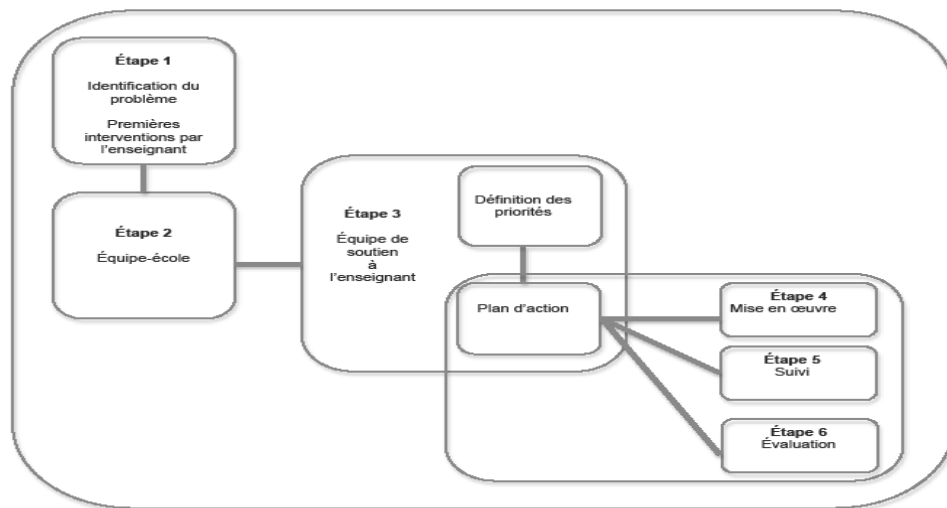 Étape 1
Identification du
problème
Premières
interventions par
l'enseignant
Étape 2
Équipe-école
Étape 3
Équipe de
soutien
à
l'enseignant
Définition des
priorités
Plan d'action
Étape 4
Mise en œuvre
Étape 5
Suivi
Étape 6
Évaluation